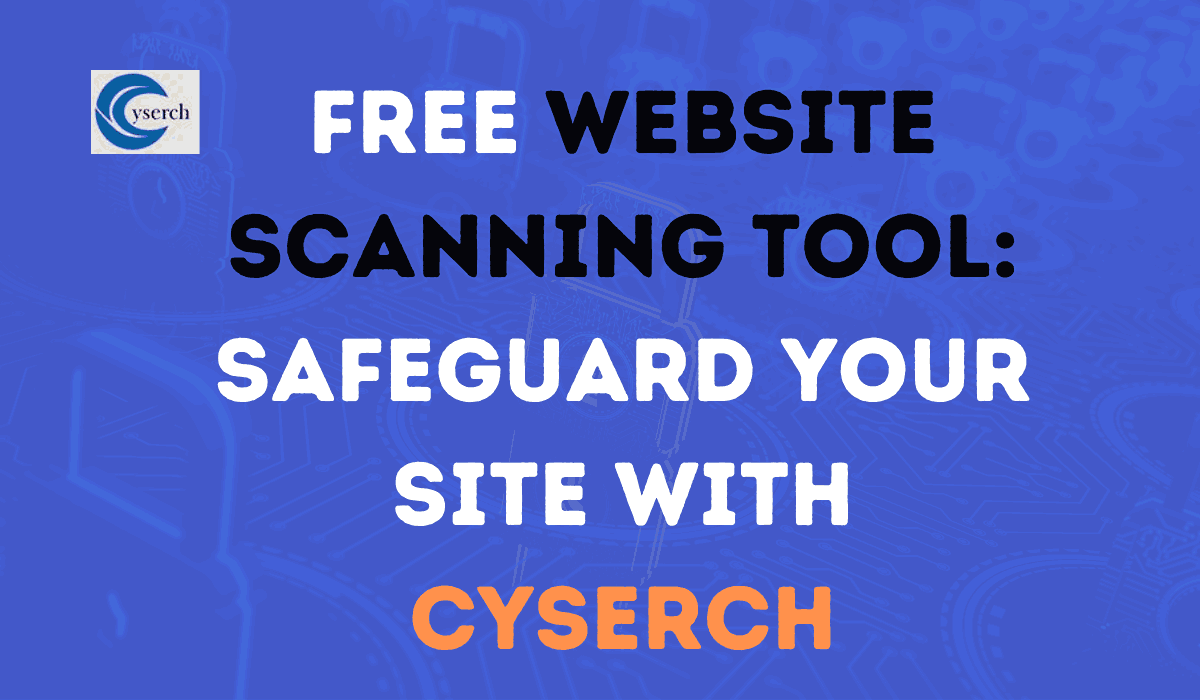 Cyserch
FREE WEBSITE
SCANNING TOOL:
SAFEGUARD YOUR
SITE WITH
CYSERCH